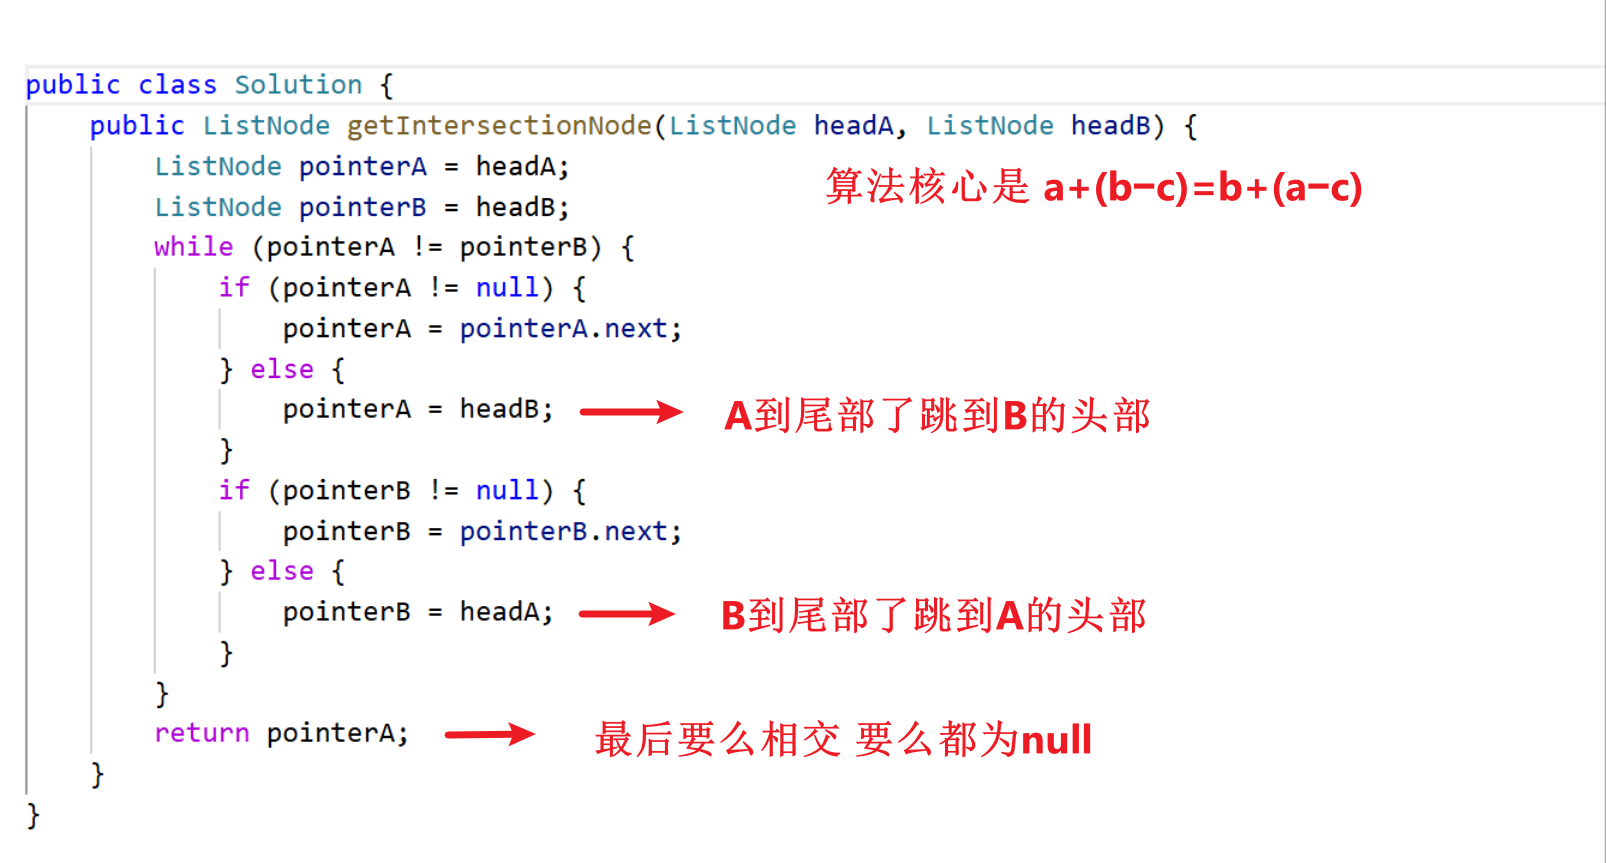 public class Solution {
public ListNode getIntersectionNode(ListNode headA, ListNode headB) {
ListNode pointerA = headA;
算法核心是 a+(b-c)=b+(a-c)
ListNode pointerB = headB;
while (pointerA != pointerB) {
if (pointerA != null) {
pointerA = pointerA.next;
} else {
pointerA = headB;
A到尾部了跳到B的头部
}
if (pointerB != null) {
pointerB = pointerB.next;
} else {
pointerB = headA;
B到尾部了跳到A的头部
}
}
return pointerA;
最后要么相交 要么都为null
}
}